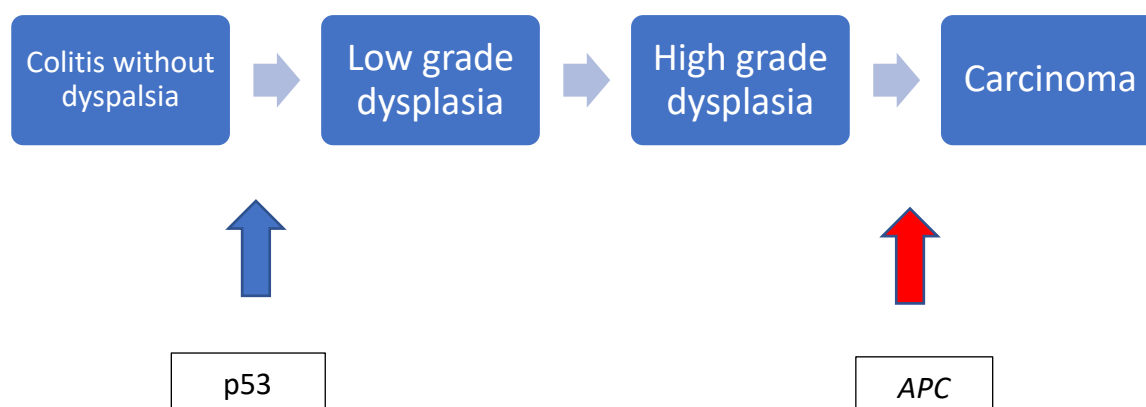 Colitis without
dyspalsia
Low grade
dysplasia
High grade
dysplasia
Carcinoma
p53
APC